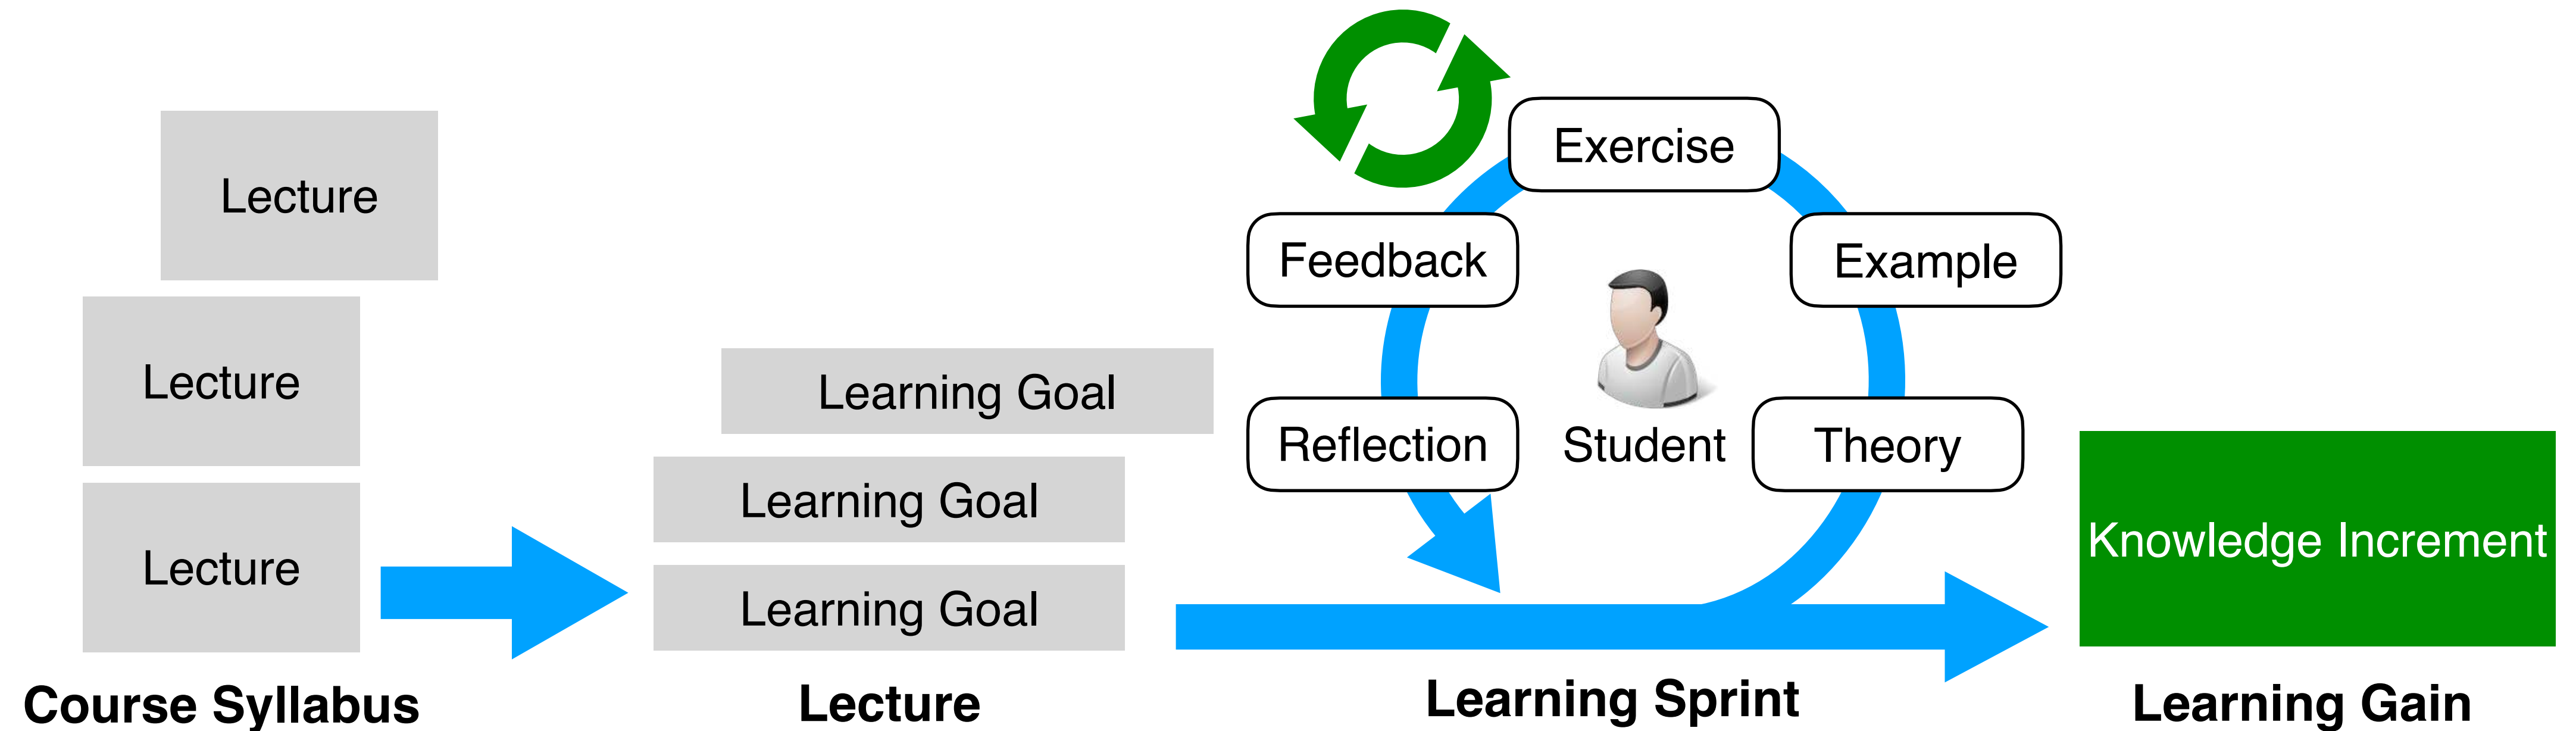 Lecture
Lecture
Lecture
Course Syllabus
Learning Goal
Learning Goal
Learning Goal
Lecture
Exercise
Feedback
Example
Reflection
Student
Theory
Learning Sprint
Knowledge Increment
Learning Gain